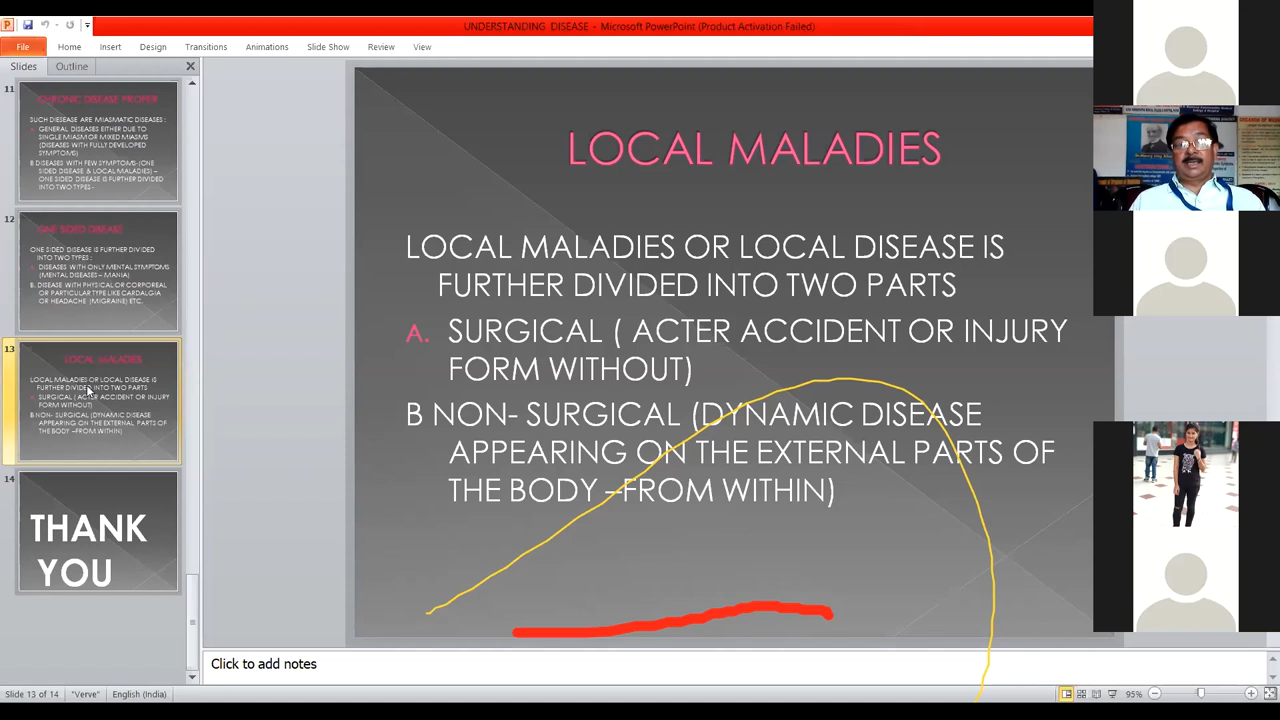 UNDERSTANDING DISEASE - Microsoft PowerPoint (Product Activation Failed)
File Home Insert Design Transitions Animations Slide Show Review View
Slides Outline
11
CHRONIC DISEASE PROPER
SUCH DISEASE ARE MIASMATIC DISEASES :
A. GENERAL DISEASES EITHER DUE TO
SINGLE MIASM OR MIXED MIASMS
(DISEASES WITH FULLY DEVELOPED
SYMPTOMS)
B DISEASES WITH FEW SYMPTOMS-(ONE
SIDED DISEASE & LOCAL MALADIES) –
ONE SIDED DISEASE IS FURTHER DIVIDED
INTO TWO TYPES -
12
ONE SIDED DISEASE
ONE SIDED DISEASE IS FURTHER DIVIDED
INTO TWO TYPES :
A. DISEASES WITH ONLY MENTAL SYMPTOMS
(MENTAL DISEASES – MANIA)
B. DISEASE WITH PHYSICAL OR CORPOREAL
OR PARTICULAR TYPE LIKE CARDALGIA
OR HEADACHE (MIGRAINE) ETC.
13
LOCAL MALADIES
LOCAL MALADIES OR LOCAL DISEASE IS
FURTHER DIVIDED INTO TWO PARTS
A. SURGICAL ( ACTER ACCIDENT OR INJURY
FORM WITHOUT)
B NON- SURGICAL (DYNAMIC DISEASE
APPEARING ON THE EXTERNAL PARTS OF
THE BODY –FROM WITHIN)
14
THANK
YOU
LOCAL MALADIES
LOCAL MALADIES OR LOCAL DISEASE IS
FURTHER DIVIDED INTO TWO PARTS
A. SURGICAL ( ACTER ACCIDENT OR INJURY
FORM WITHOUT)
B NON- SURGICAL (DYNAMIC DISEASE
APPEARING ON THE EXTERNAL PARTS OF
THE BODY –FROM WITHIN)
Click to add notes
Slide 13 of 14 "Verve" English (India) 95%